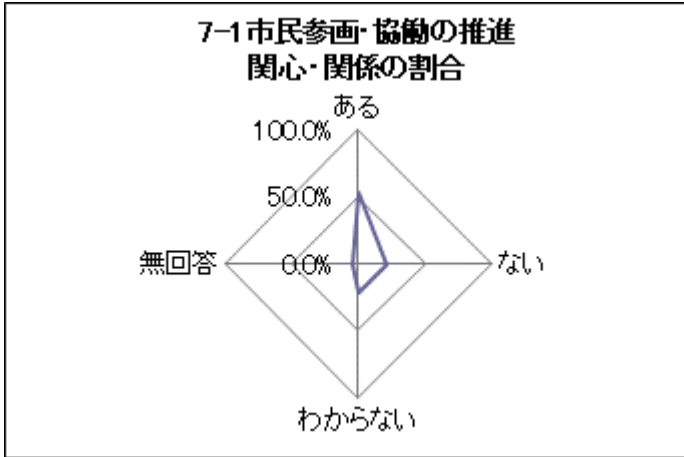 7-1市民参画・協働の推進
関心・関係の割合
ある
100.0%
50.0%
無回答
0.0%
ない
わからない